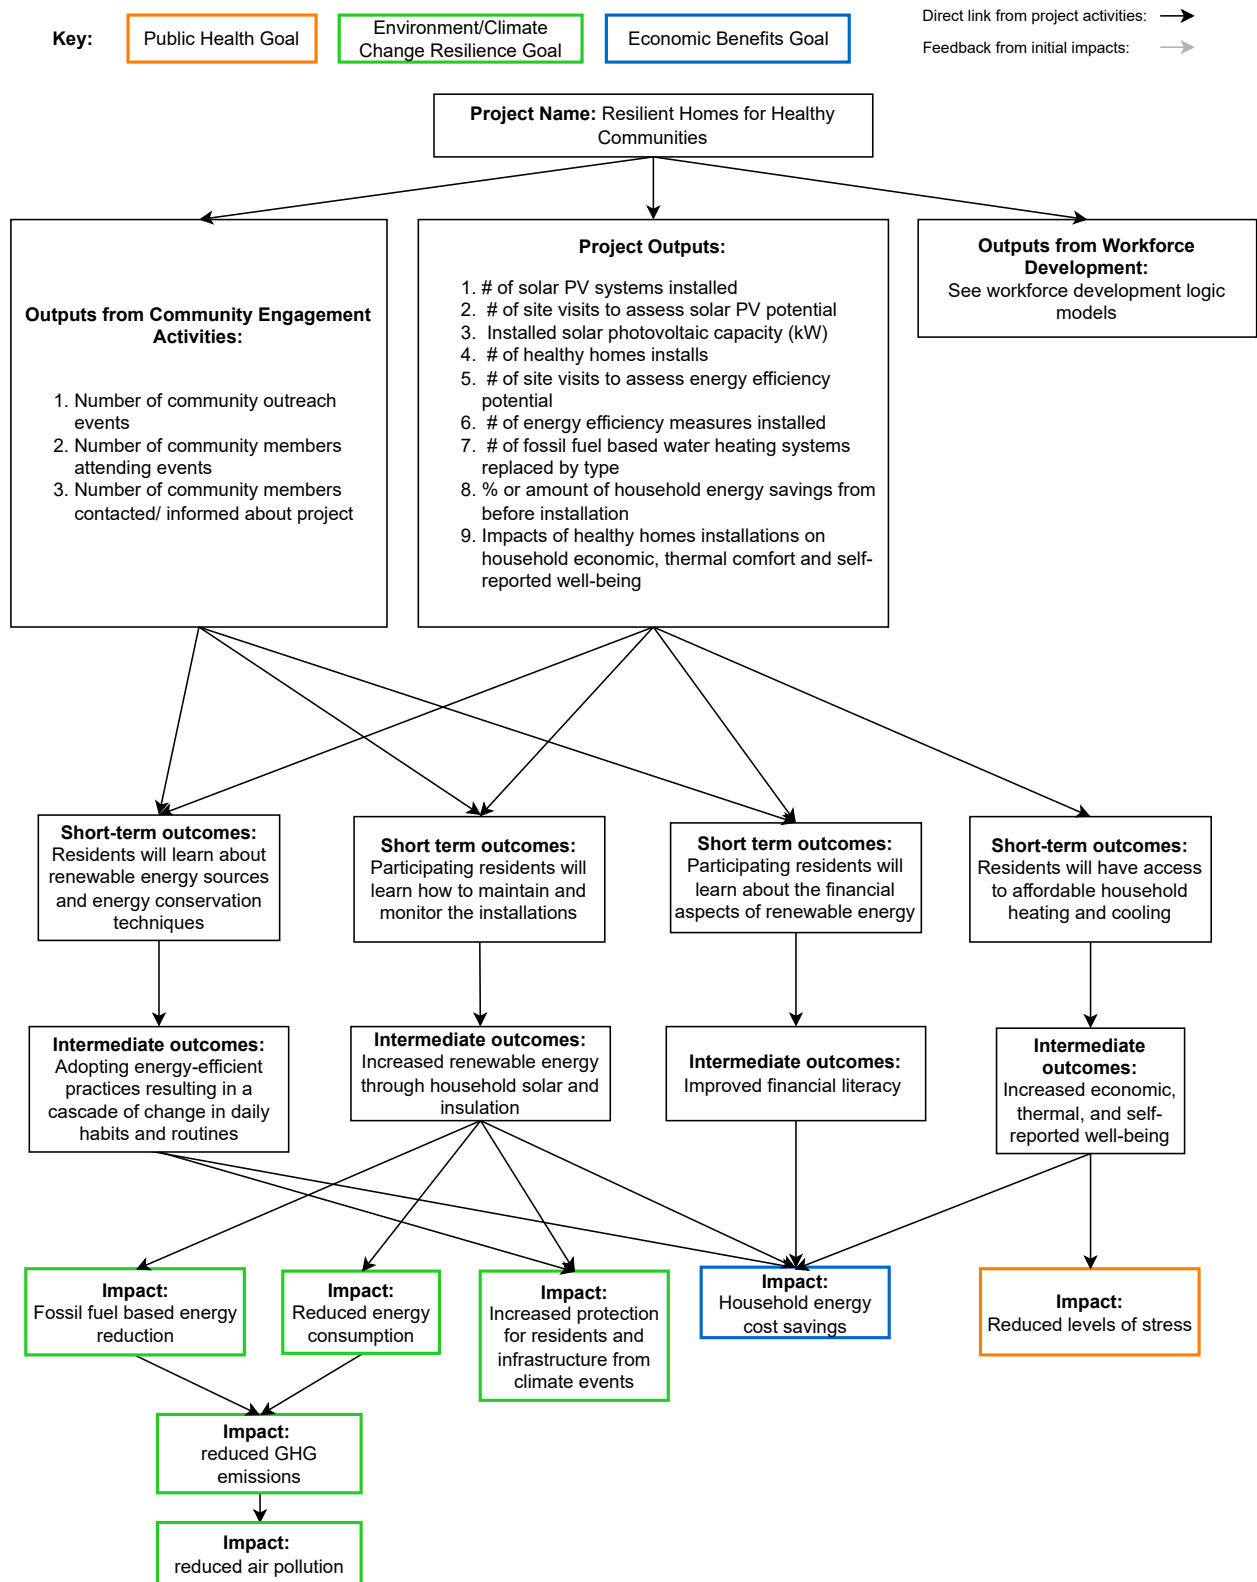 Key:
Public Health Goal
Environment/Climate
Change Resilience Goal
Economic Benefits Goal
Direct link from project activities:
Feedback from initial impacts:
Project Name: Resilient Homes for Healthy
Communities
Outputs from Community Engagement
Activities:
1. Number of community outreach
events
2. Number of community members
attending events
3. Number of community members
contacted/ informed about project
Project Outputs:
1. # of solar PV systems installed
2. # of site visits to assess solar PV potential
3. Installed solar photovoltaic capacity (kW)
4. # of healthy homes installs
5. # of site visits to assess energy efficiency
potential
6. # of energy efficiency measures installed
7. # of fossil fuel based water heating systems
replaced by type
8. % or amount of household energy savings from
before installation
9. Impacts of healthy homes installations on
household economic, thermal comfort and self-
reported well-being
Outputs from Workforce
Development:
See workforce development logic
models
Short-term outcomes:
Residents will learn about
renewable energy sources
and energy conservation
techniques
Short term outcomes:
Participating residents will
learn how to maintain and
monitor the installations
Short term outcomes:
Participating residents will
learn about the financial
aspects of renewable energy
Short-term outcomes:
Residents will have access
to affordable household
heating and cooling
Intermediate outcomes:
Adopting energy-efficient
practices resulting in a
cascade of change in daily
habits and routines
Intermediate outcomes:
Increased renewable energy
through household solar and
insulation
Intermediate outcomes:
Improved financial literacy
Intermediate
outcomes:
Increased economic,
thermal, and self-
reported well-being
Impact:
Fossil fuel based energy
reduction
Impact:
Reduced energy
consumption
Impact:
Increased protection
for residents and
infrastructure from
climate events
Impact:
Household energy
cost savings
Impact:
Reduced levels of stress
Impact:
reduced GHG
emissions
Impact:
reduced air pollution